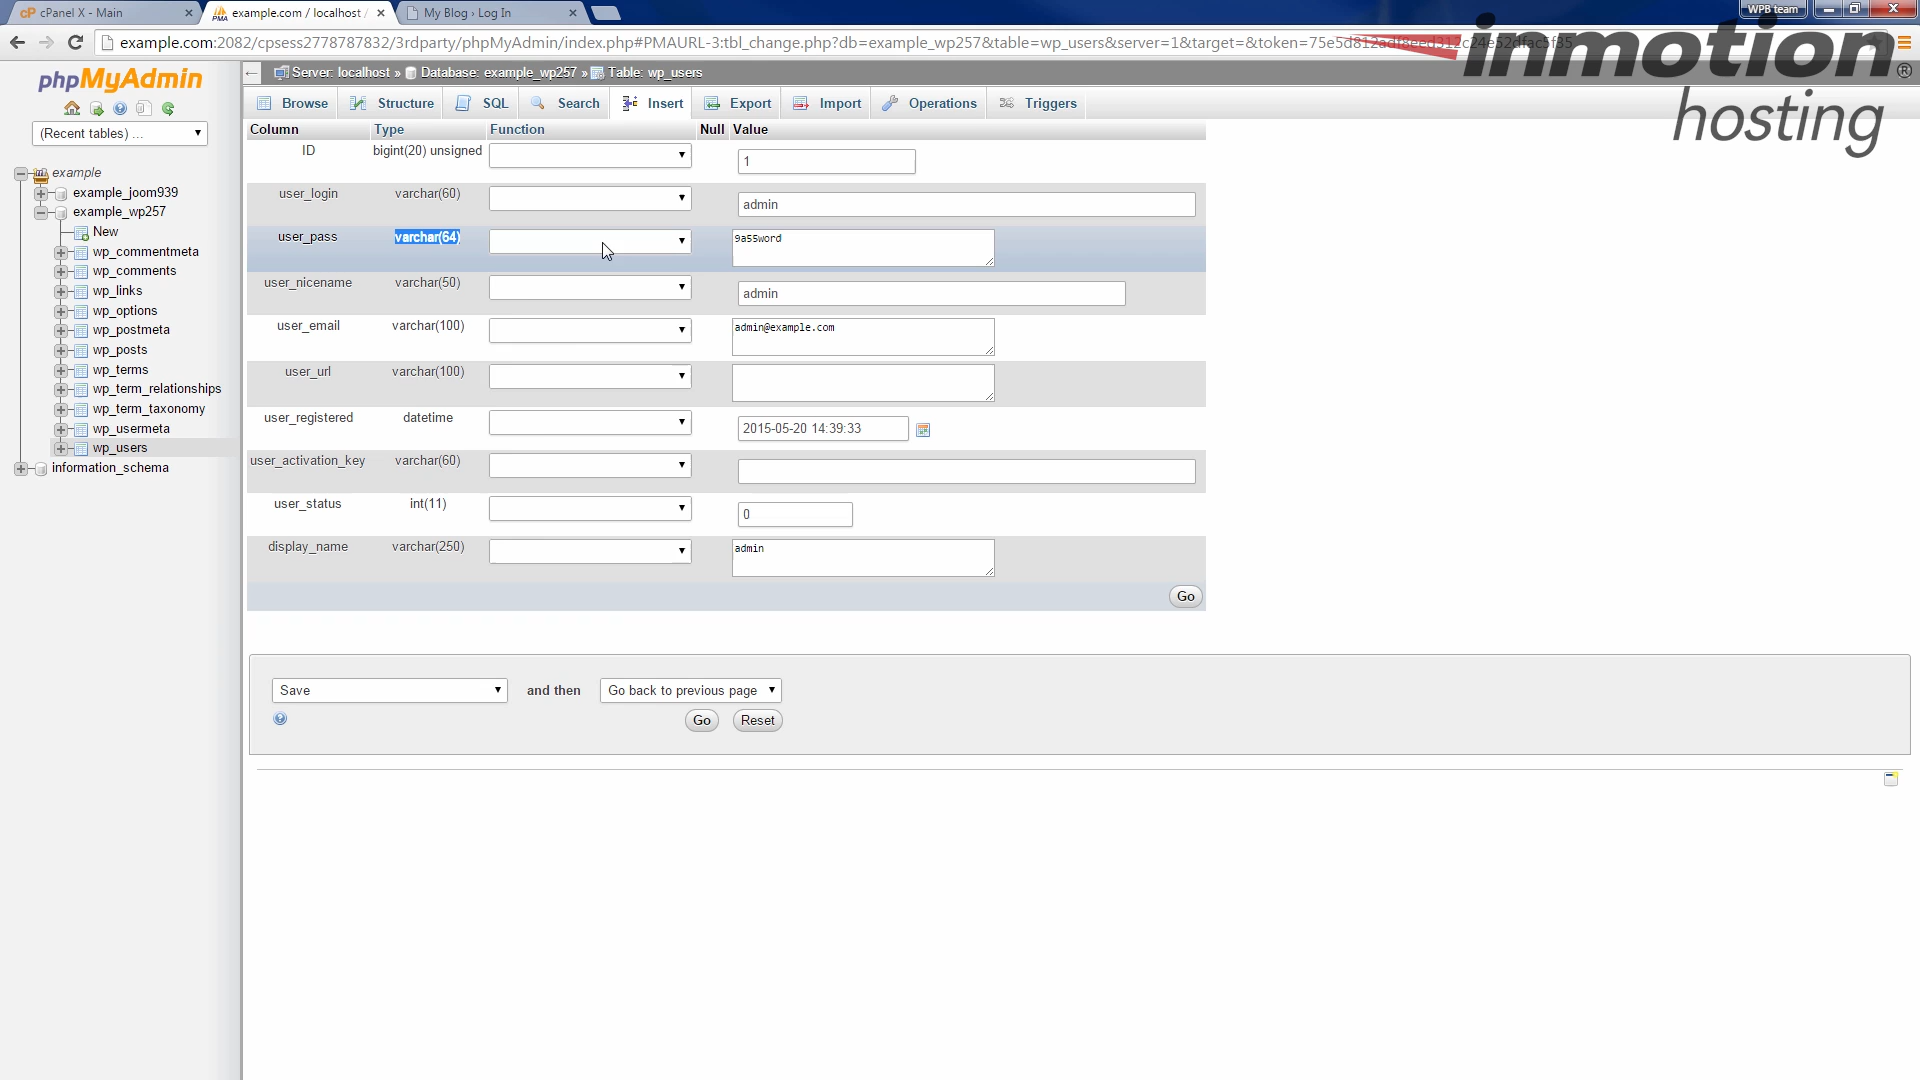 cPanel X - Main
example.com / localhost /
My Blog › Log In
WPB team
example.com:2082/cpsess2778787832/3rdparty/phpMyAdmin/index.php#PMAURL-3:tbl_change.php?db=example_wp257&table=wp_users&server=1&target=&token=
inmotion ®
hosting
phpMyAdmin
(Recent tables) ...
example
example_joom939
example_wp257
New
wp_commentmeta
wp_comments
wp_links
wp_options
wp_postmeta
wp_posts
wp_terms
wp_term_relationships
wp_term_taxonomy
wp_usermeta
wp_users
information_schema
Server: localhost » Database: example_wp257 » Table: wp_users
Browse Structure SQL Search Insert Export Import Operations Triggers
Column Type Function Null Value
ID bigint(20) unsigned 1
user_login varchar(60) admin
user_pass varchar(64) 9a55word
user_nicename varchar(50) admin
user_email varchar(100) admin@example.com
user_url varchar(100)
user_registered datetime 2015-05-20 14:39:33
user_activation_key varchar(60)
user_status int(11) 0
display_name varchar(250) admin
Go
Save and then Go back to previous page
Go Reset